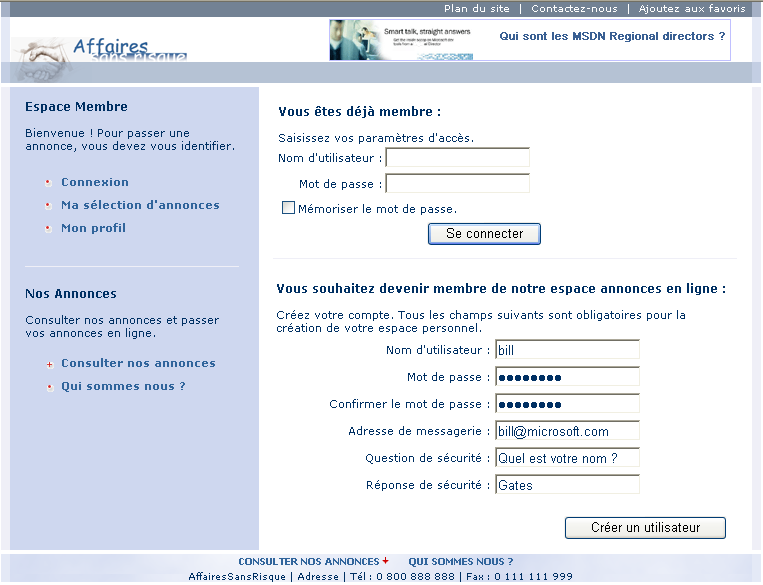 Plan du site | Contactez-nous | Ajoutez aux favoris
Affaires
sans risque
Smart talk, straight answers
Qui sont les MSDN Regional directors ?
Espace Membre
Bienvenue ! Pour passer une
annonce, vous devez vous identifier.
Connexion
Ma sélection d'annonces
Mon profil
Nos Annonces
Consulter nos annonces et passer
vos annonces en ligne.
Consulter nos annonces
Qui sommes nous ?
Vous êtes déjà membre :
Saisissez vos paramètres d'accès.
Nom d'utilisateur :
Mot de passe :
Mémoriser le mot de passe.
Se connecter
Vous souhaitez devenir membre de notre espace annonces en ligne :
Créez votre compte. Tous les champs suivants sont obligatoires pour la
création de votre espace personnel.
Nom d'utilisateur : bill
Mot de passe : ●●●●●●●●
Confirmer le mot de passe : ●●●●●●●●
Adresse de messagerie : bill@microsoft.com
Question de sécurité : Quel est votre nom ?
Réponse de sécurité : Gates
Créer un utilisateur
CONSULTER NOS ANNONCES + QUI SOMMES NOUS ?
AffairesSansRisque | Adresse | Tél : 0 800 888 888 | Fax : 0 111 111 999